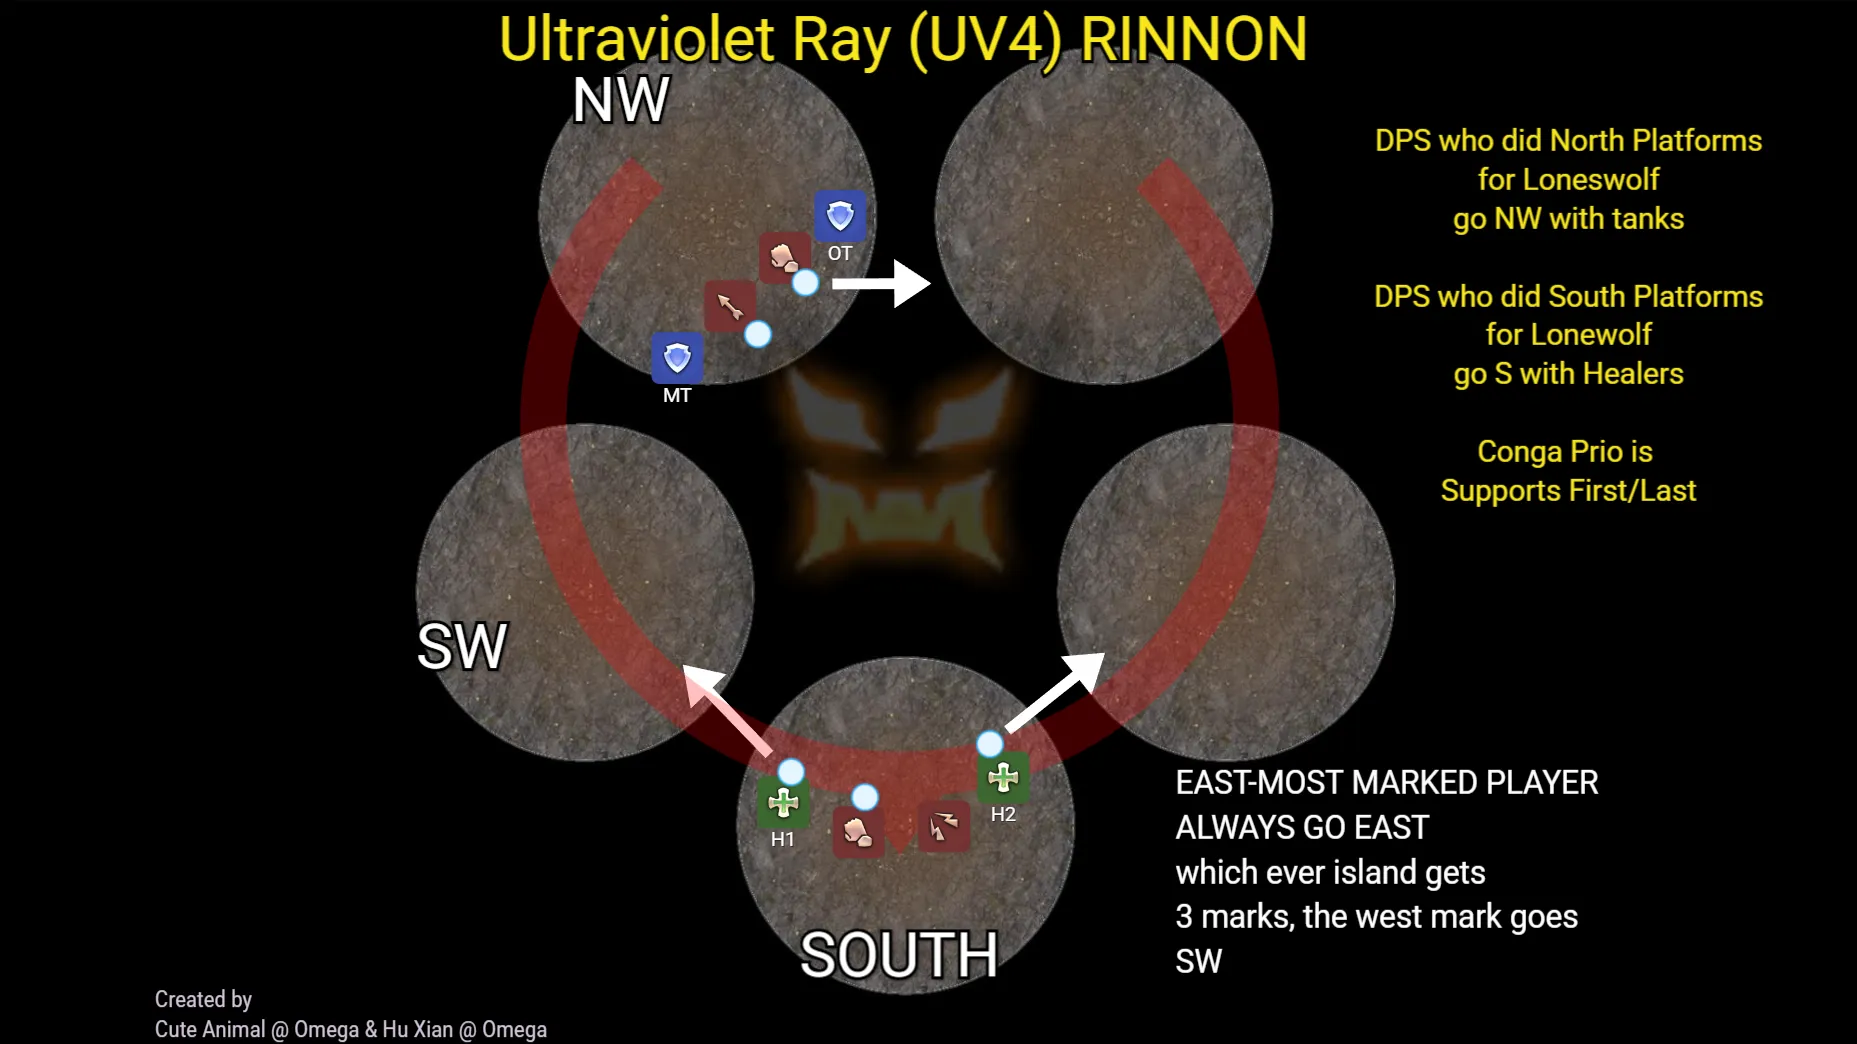 Ultraviolet Ray (UV4) RINNON
NW
DPS who did North Platforms
for Loneswolf
go NW with tanks
OT
DPS who did South Platforms
for Lonewolf
go S with Healers
MT
Conga Prio is
Supports First/Last
SW
H1
H2
EAST-MOST MARKED PLAYER
ALWAYS GO EAST
which ever island gets
3 marks, the west mark goes
SW
SOUTH
Created by
Cute Animal @ Omega & Hu Xian @ Omega